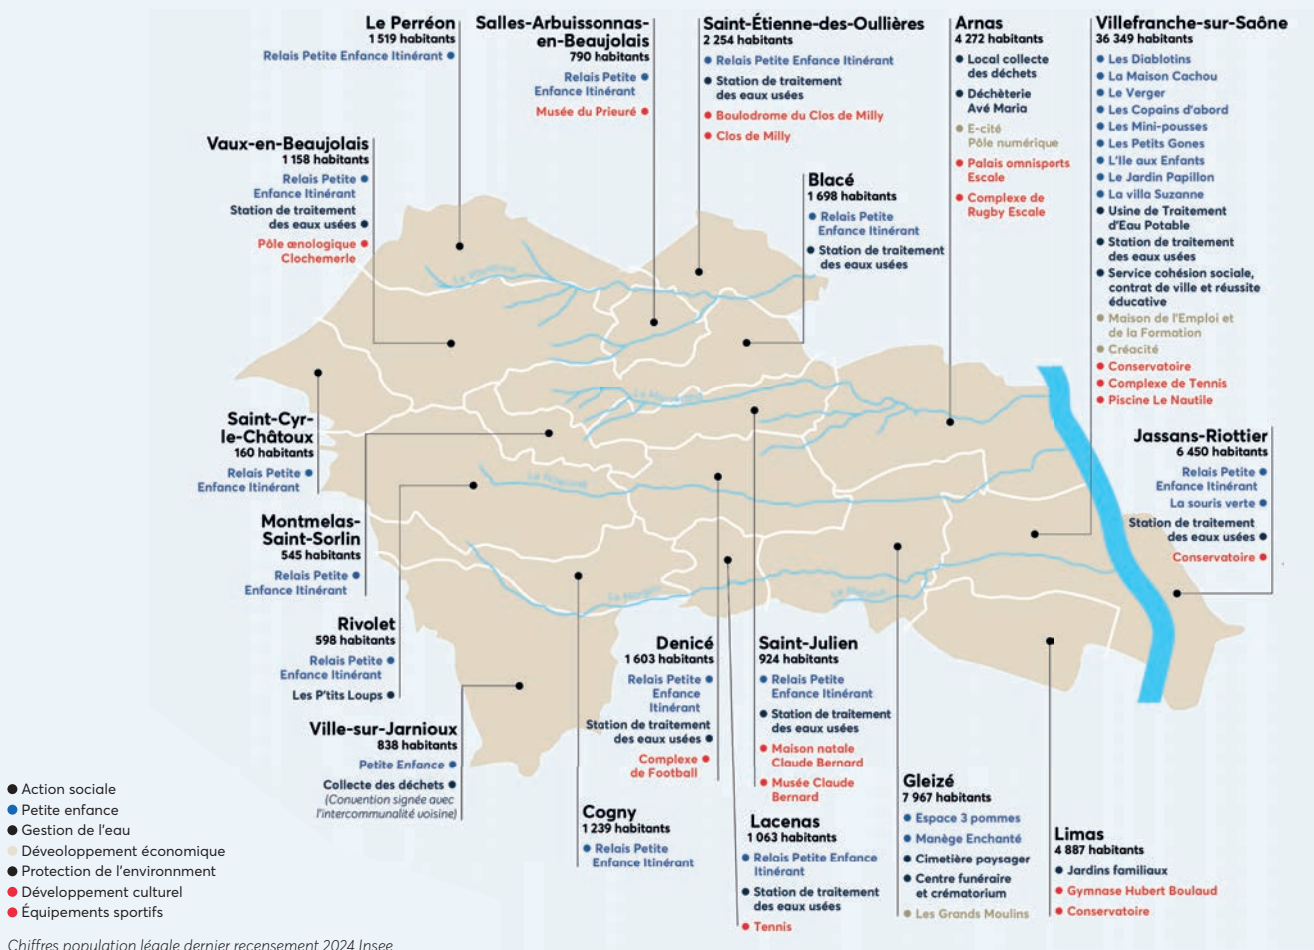 Le Perréon
1 519 habitants
Relais Petite Enfance Itinérant
Salles-Arbuissonnas-
en-Beaujolais
790 habitants
Relais Petite
Enfance Itinérant
Musée du Prieuré
Saint-Étienne-des-Oullières
2 254 habitants
Relais Petite Enfance Itinérant
Station de traitement
des eaux usées
Boulodrome du Clos de Milly
Clos de Milly
Arnas
4 272 habitants
Local collecte
des déchets
Déchèterie
Avé Maria
E-cité
Pôle numérique
Palais omnisports
Escale
Complexe de
Rugby Escale
Villefranche-sur-Saône
36 349 habitants
Les Diablotins
La Maison Cachou
Le Verger
Les Copains d'abord
Les Mini-pousses
Les Petits Gones
L'Ile aux Enfants
Le Jardin Papillon
La villa Suzanne
Usine de Traitement
d'Eau Potable
Station de traitement
des eaux usées
Service cohésion sociale,
contrat de ville et réussite
éducative
Maison de l'Emploi et
de la Formation
Créacité
Conservatoire
Complexe de Tennis
Piscine Le Nautile
Vaux-en-Beaujolais
1 158 habitants
Relais Petite
Enfance Itinérant
Station de traitement
des eaux usées
Pôle œnologique
Clochemerle
Blacé
1 698 habitants
Relais Petite
Enfance Itinérant
Station de traitement
des eaux usées
Saint-Cyr-
le-Châtoux
160 habitants
Relais Petite
Enfance Itinérant
Jassans-Riottier
6 450 habitants
Relais Petite
Enfance Itinérant
La souris verte
Station de traitement
des eaux usées
Conservatoire
Montmelas-
Saint-Sorlin
545 habitants
Relais Petite
Enfance Itinérant
Rivolet
598 habitants
Relais Petite
Enfance Itinérant
Les P'tits Loups
Ville-sur-Jarnioux
838 habitants
Petite Enfance
Collecte des déchets
(Convention signée avec
l'intercommunalité voisine)
Cogny
1 239 habitants
Relais Petite
Enfance Itinérant
Denicé
1 603 habitants
Relais Petite
Enfance
Itinérant
Station de traitement
des eaux usées
Complexe
de Football
Saint-Julien
924 habitants
Relais Petite
Enfance Itinérant
Station de traitement
des eaux usées
Maison natale
Claude Bernard
Musée Claude
Bernard
Lacenas
1 063 habitants
Relais Petite Enfance
Itinérant
Station de traitement
des eaux usées
Tennis
Gleizé
7 967 habitants
Espace 3 pommes
Manège Enchanté
Cimetière paysager
Centre funéraire
et crématorium
Les Grands Moulins
Limas
4 887 habitants
Jardins familiaux
Gymnase Hubert Boulaud
Conservatoire
Action sociale
Petite enfance
Gestion de l'eau
Déveoloppement économique
Protection de l'environnment
Développement culturel
Équipements sportifs
Chiffres population légale dernier recensement 2024 Insee